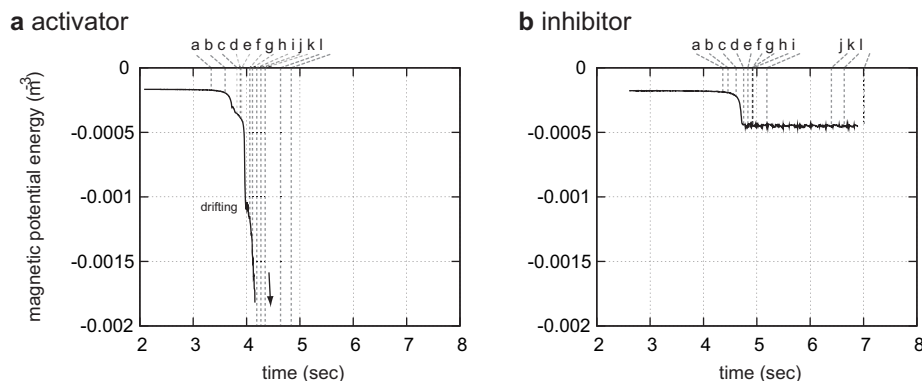 a activator
b inhibitor
a b c d e f g h i j k l
a b c d e f g h i
j k l
magnetic potential energy (m̄³)
0
-0.0005
-0.001
-0.0015
-0.002
drifting
2 3 4 5 6 7 8
time (sec)
0
-0.0005
-0.001
-0.0015
-0.002
2 3 4 5 6 7 8
time (sec)